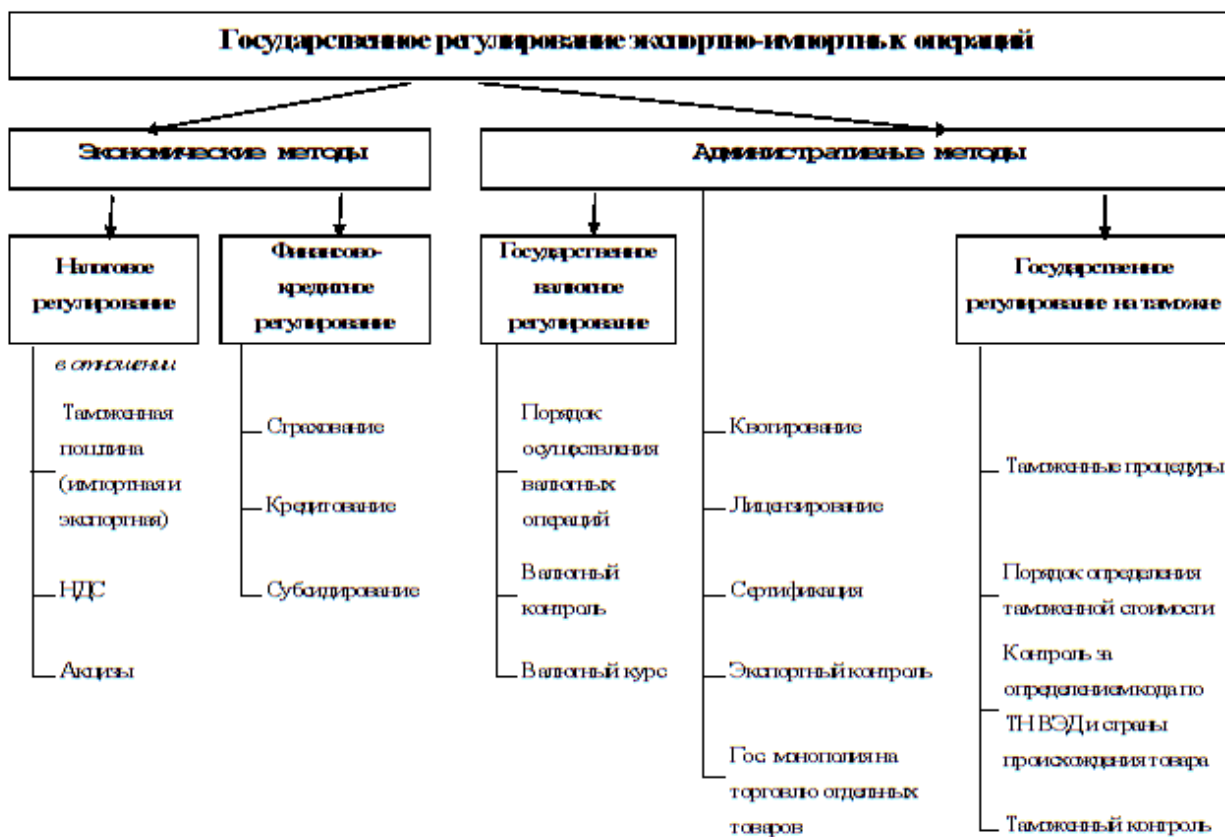 Государственное регулирование экспортно-импортных операций
Экономические методы
Административные методы
Налоговое
регулирование
Финансово-
кредитное
регулирование
Государственное
валютное
регулирование
Государственное
регулирование на таможне
в отношении
Таможенная
пошлина
(импортная и
экспортная)
НДС
Акцизы
Страхование
Кредитование
Субсидирование
Порядок
осуществления
валютных
операций
Валютный
контроль
Валютный курс
Квотирование
Лицензирование
Сертификация
Экспортный контроль
Гос. монополия на
торговлю отдельных
товаров
Таможенные процедуры
Порядок определения
таможенной стоимости
Контроль за
определением кода по
ТН ВЭД и страны
происхождения товара
Таможенный контроль